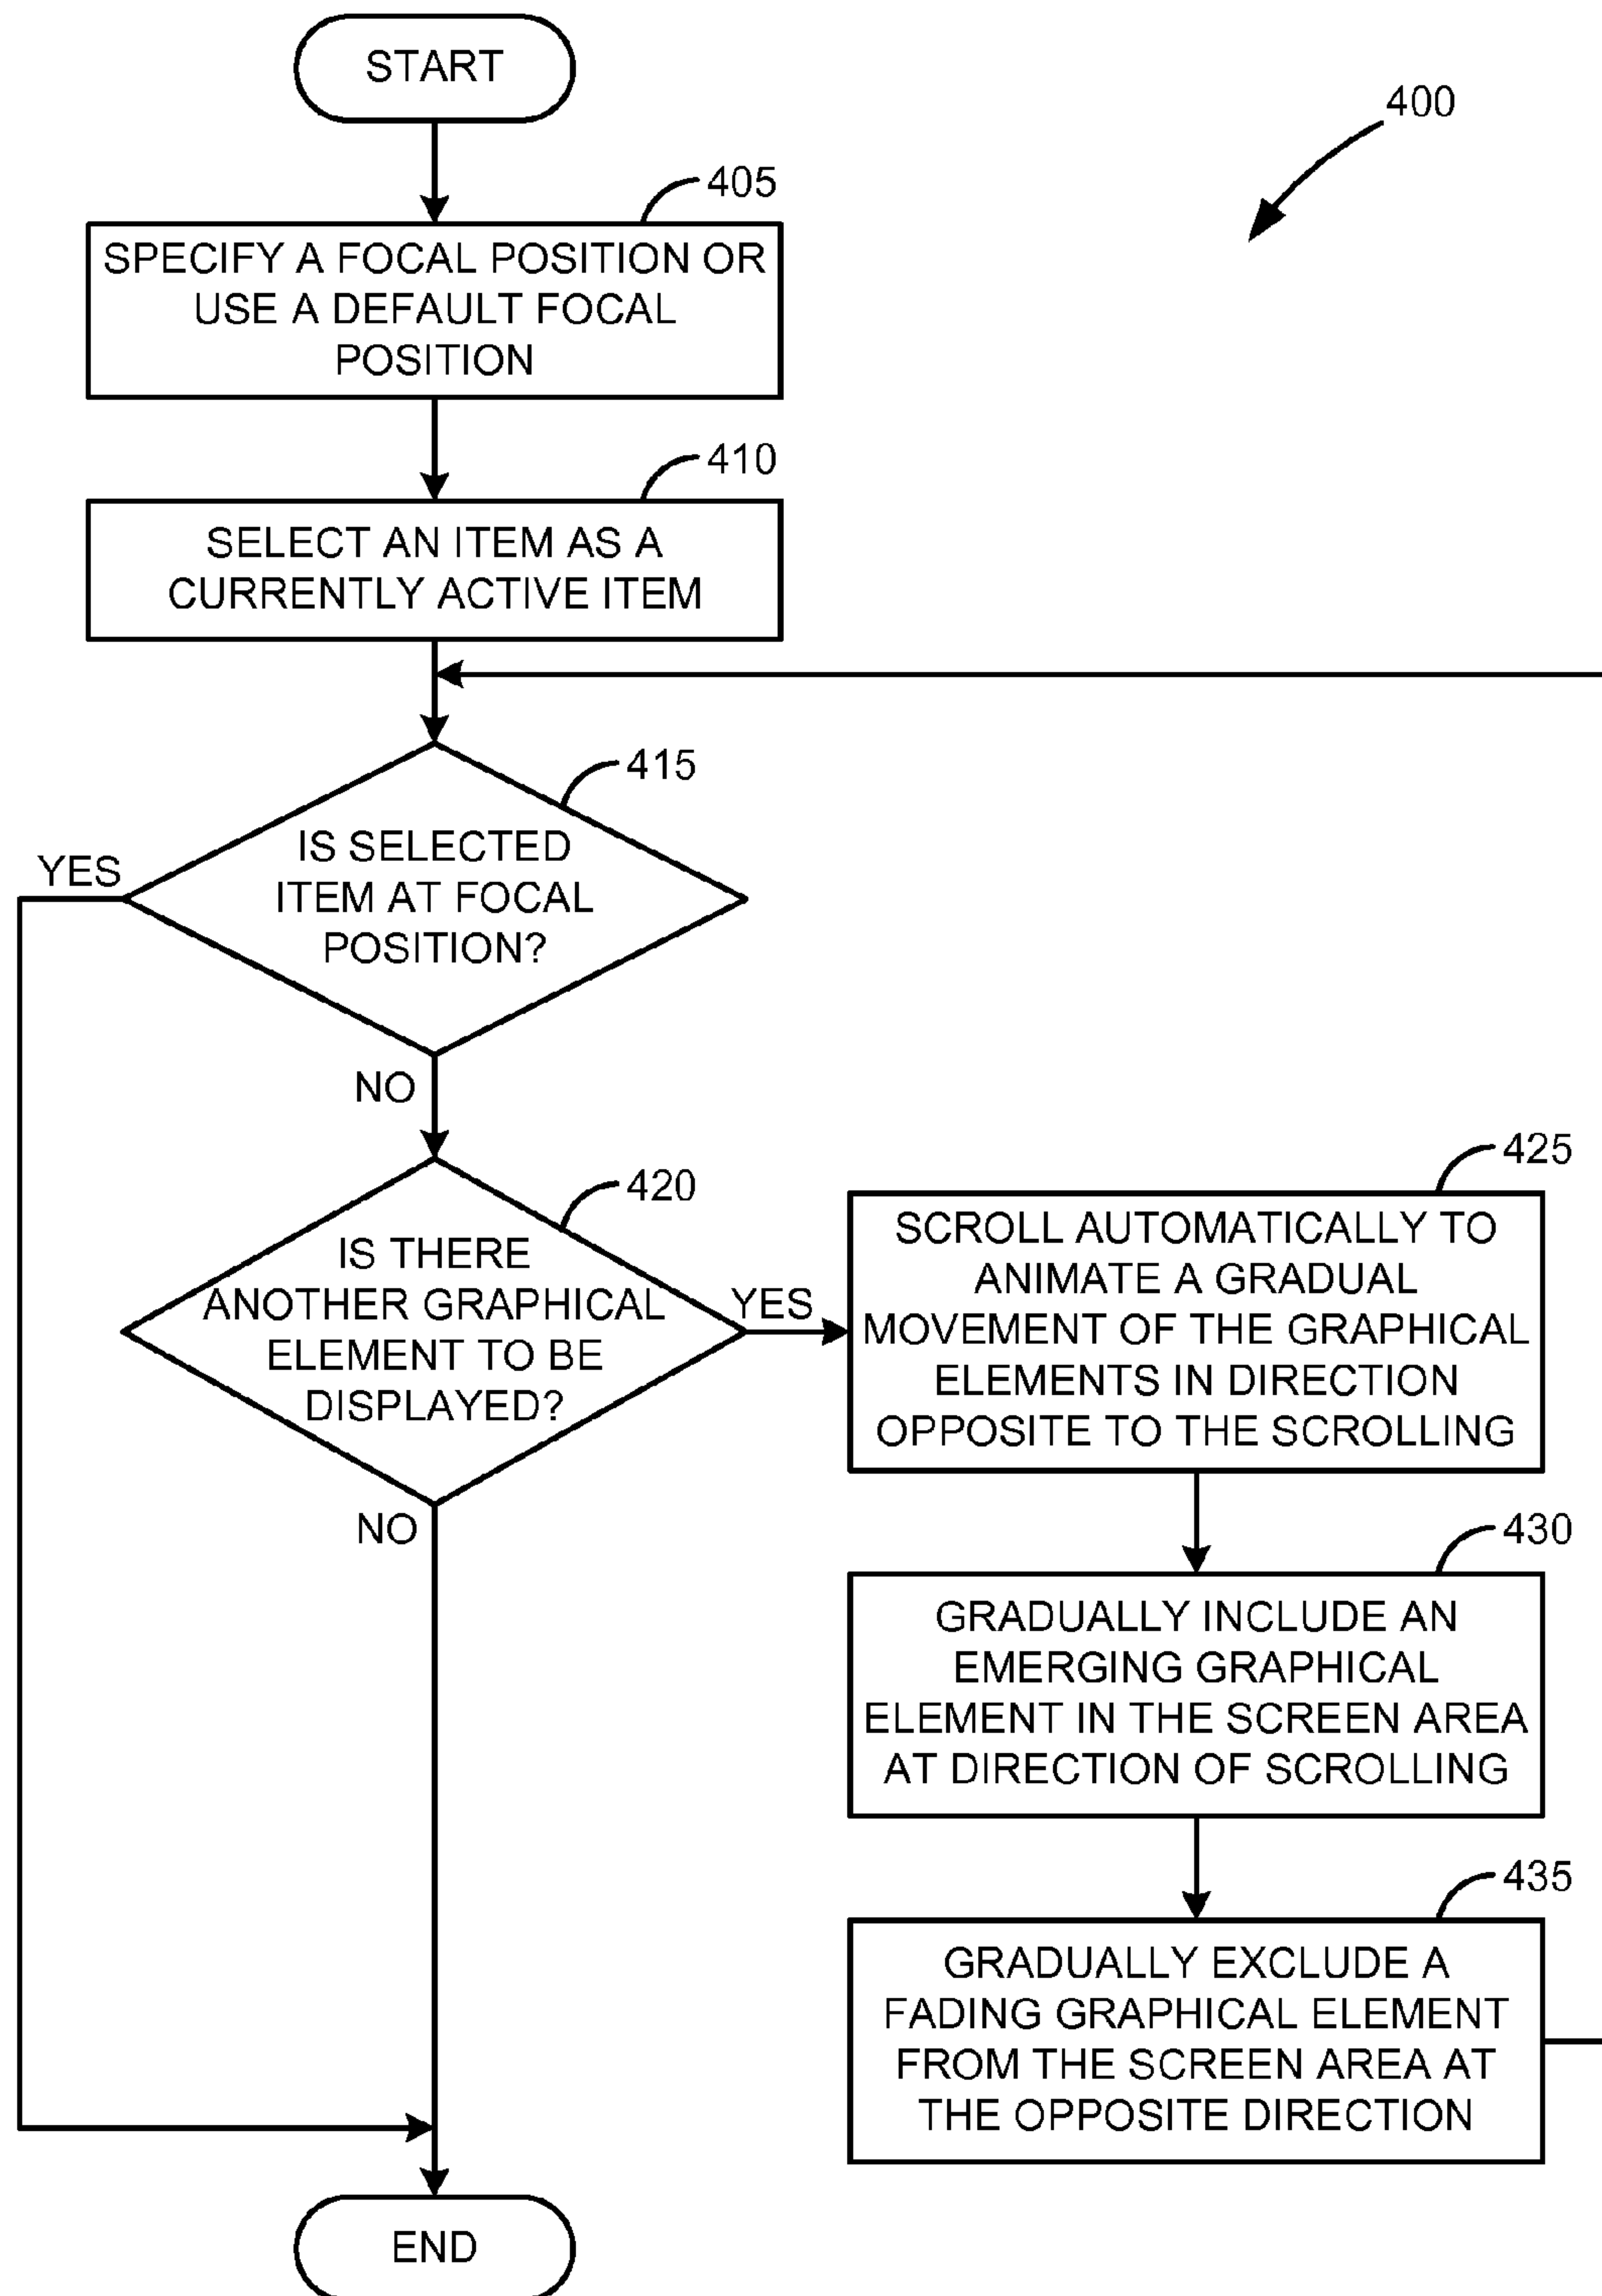 START
400
405
SPECIFY A FOCAL POSITION OR
USE A DEFAULT FOCAL
POSITION
410
SELECT AN ITEM AS A
CURRENTLY ACTIVE ITEM
415
YES
IS SELECTED
ITEM AT FOCAL
POSITION?
NO
420
IS THERE
ANOTHER GRAPHICAL
ELEMENT TO BE
DISPLAYED?
YES
NO
425
SCROLL AUTOMATICALLY TO
ANIMATE A GRADUAL
MOVEMENT OF THE GRAPHICAL
ELEMENTS IN DIRECTION
OPPOSITE TO THE SCROLLING
430
GRADUALLY INCLUDE AN
EMERGING GRAPHICAL
ELEMENT IN THE SCREEN AREA
AT DIRECTION OF SCROLLING
435
GRADUALLY EXCLUDE A
FADING GRAPHICAL ELEMENT
FROM THE SCREEN AREA AT
THE OPPOSITE DIRECTION
END